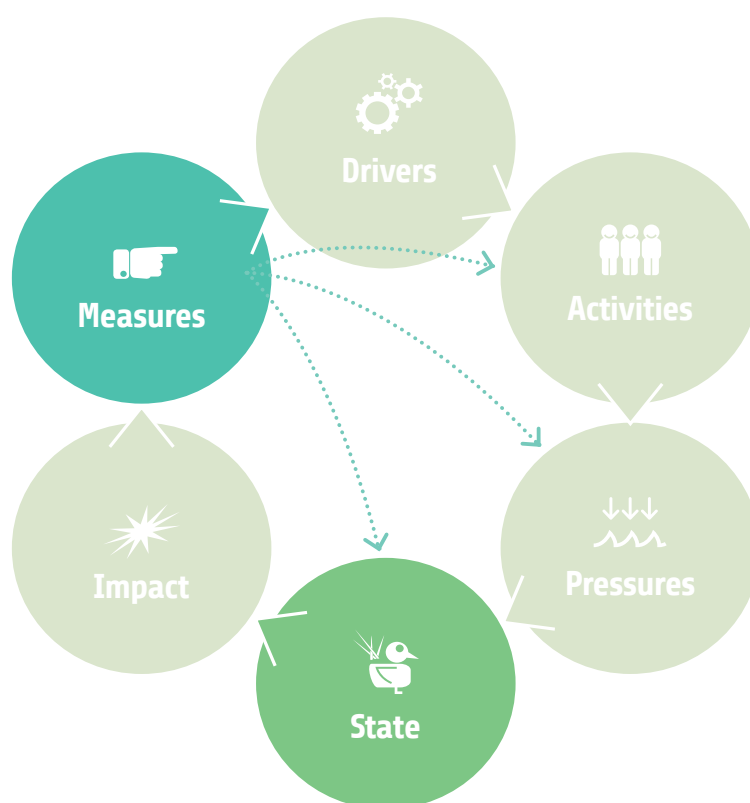 Drivers
Measures
Activities
Impact
Pressures
State